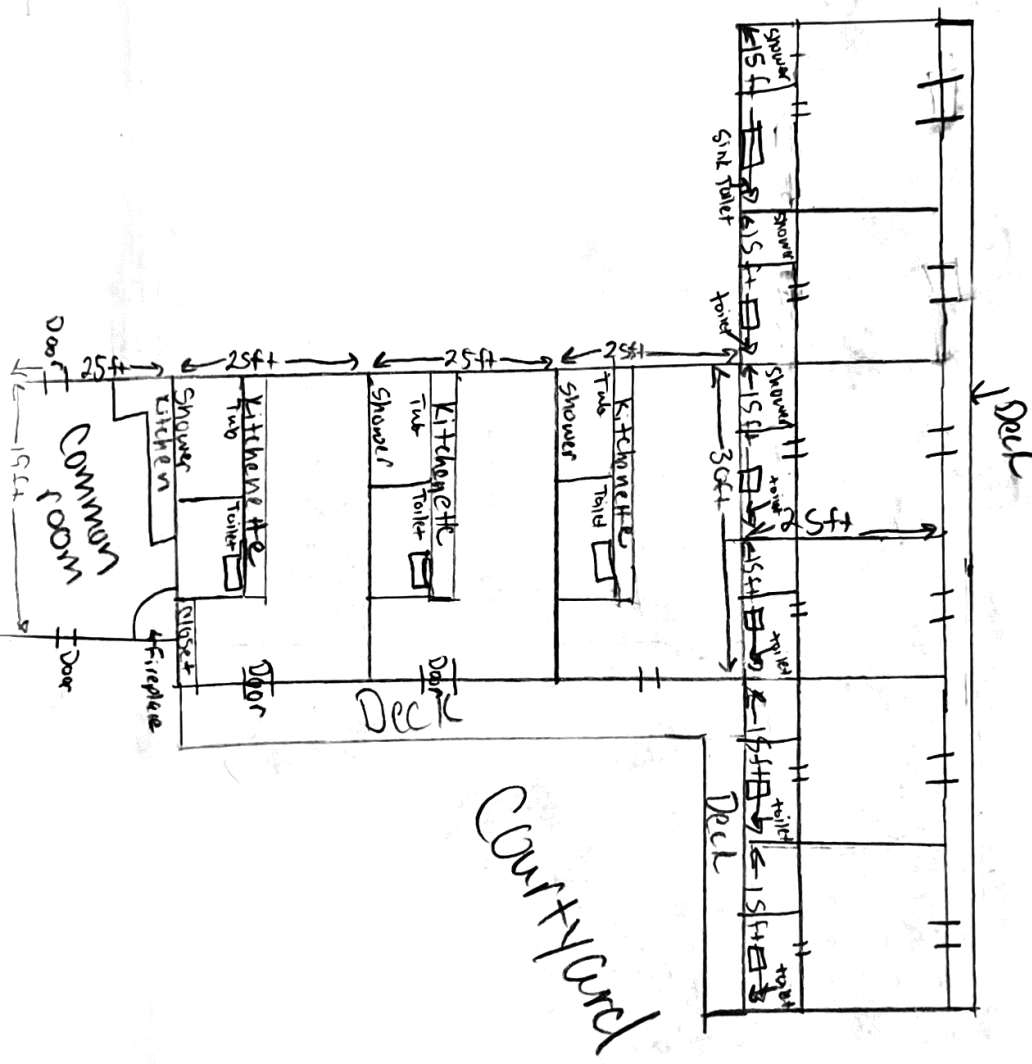 shower
15ft
Sink Toilet
shower
15ft
toilet
Deck
Door
25ft
25ft
25ft
25ft
shower
15ft
toilet
30ft
25ft
15ft
Common
room
Kitchen
Shower
Tub
Kitchenette
Toilet
Shower
Tub
Kitchenette
Toilet
Shower
Tub
Kitchenette
Toilet
15ft
toilet
Closet
Fireplace
Door
Door
Door
Deck
15ft
toilet
Deck
15ft
toilet
Courtyard